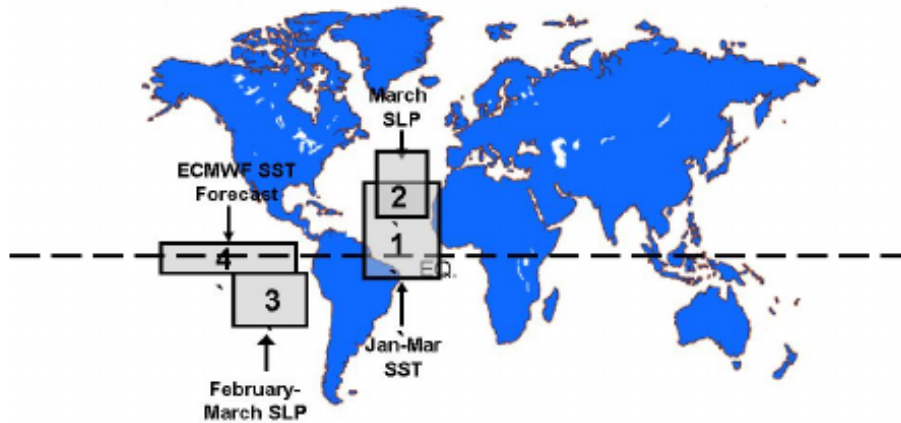 March
SLP
ECMWF SST
Forecast
2
1
4
EQ.
3
Jan-Mar
SST
February-
March SLP